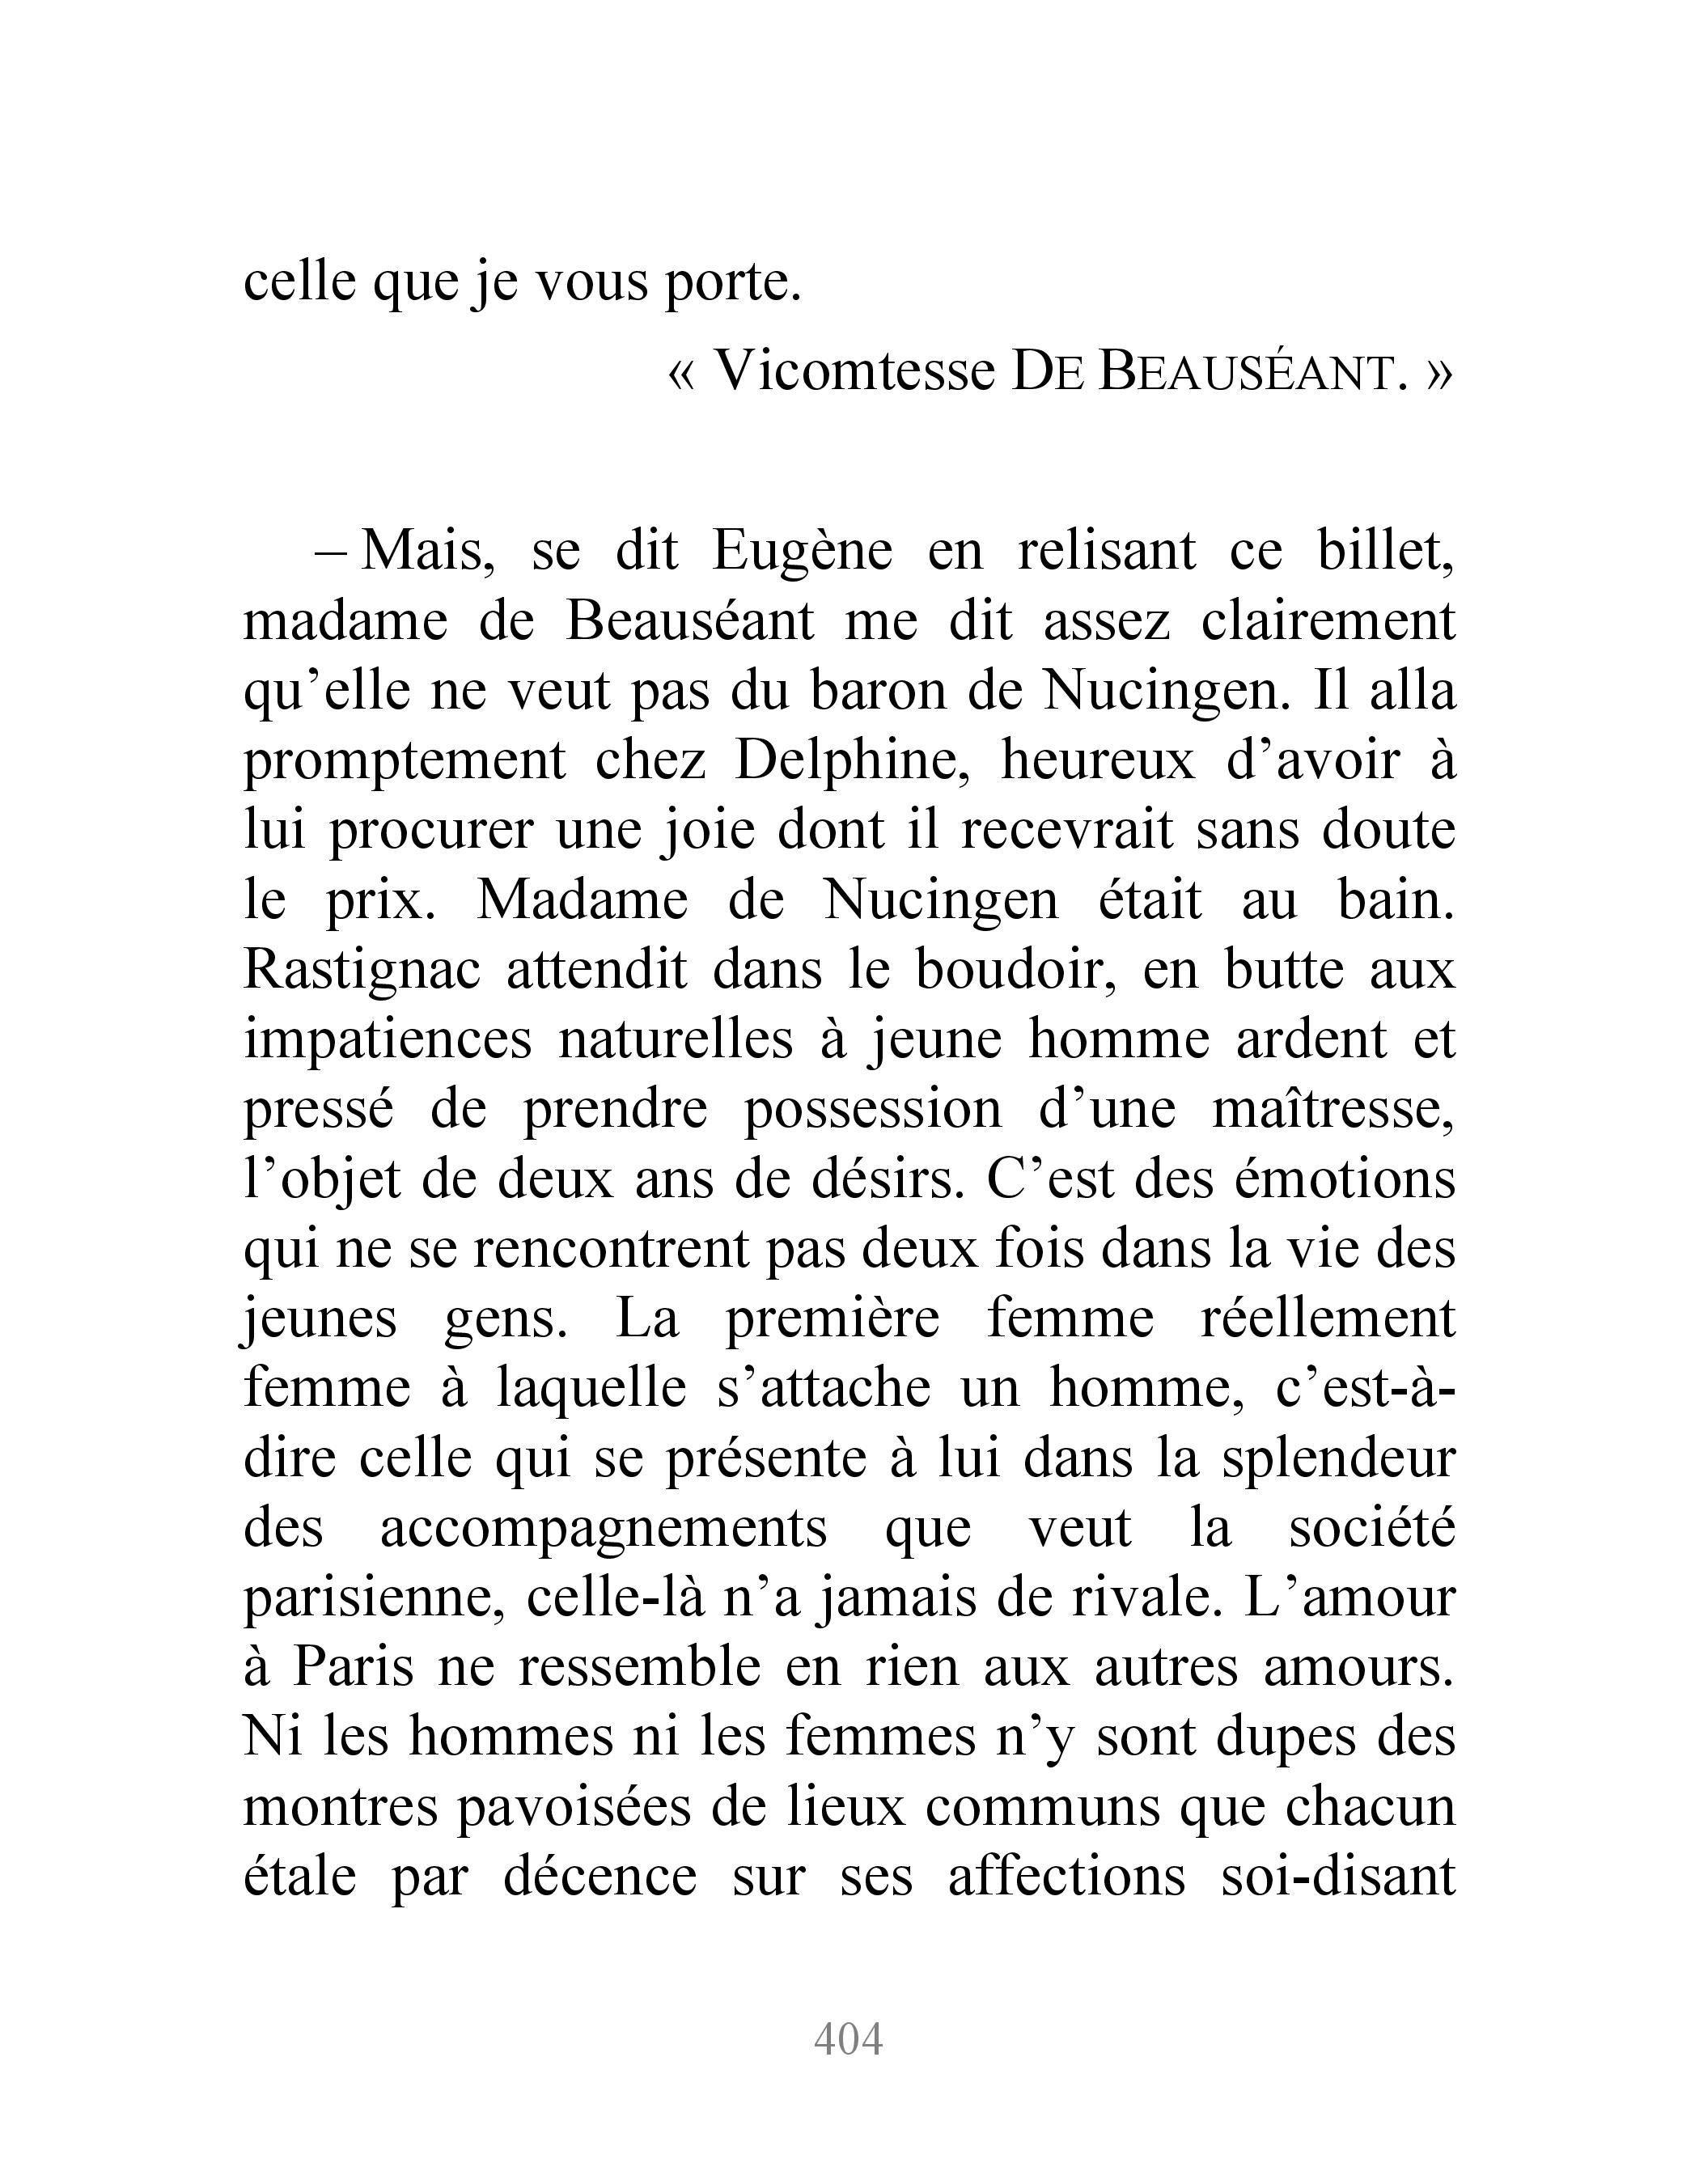 celle que je vous porte.
« Vicomtesse DE BEAUSÉANT. »
– Mais, se dit Eugène en relisant ce billet,
madame de Beauséant me dit assez clairement
qu’elle ne veut pas du baron de Nucingen. Il alla
promptement chez Delphine, heureux d’avoir à
lui procurer une joie dont il recevrait sans doute
le prix. Madame de Nucingen était au bain.
Rastignac attendit dans le boudoir, en butte aux
impatiences naturelles à jeune homme ardent et
pressé de prendre possession d’une maîtresse,
l’objet de deux ans de désirs. C’est des émotions
qui ne se rencontrent pas deux fois dans la vie des
jeunes gens. La première femme réellement
femme à laquelle s’attache un homme, c’est-à-
dire celle qui se présente à lui dans la splendeur
des accompagnements que veut la société
parisienne, celle-là n’a jamais de rivale. L’amour
à Paris ne ressemble en rien aux autres amours.
Ni les hommes ni les femmes n’y sont dupes des
montres pavoisées de lieux communs que chacun
étale par décence sur ses affections soi-disant
404